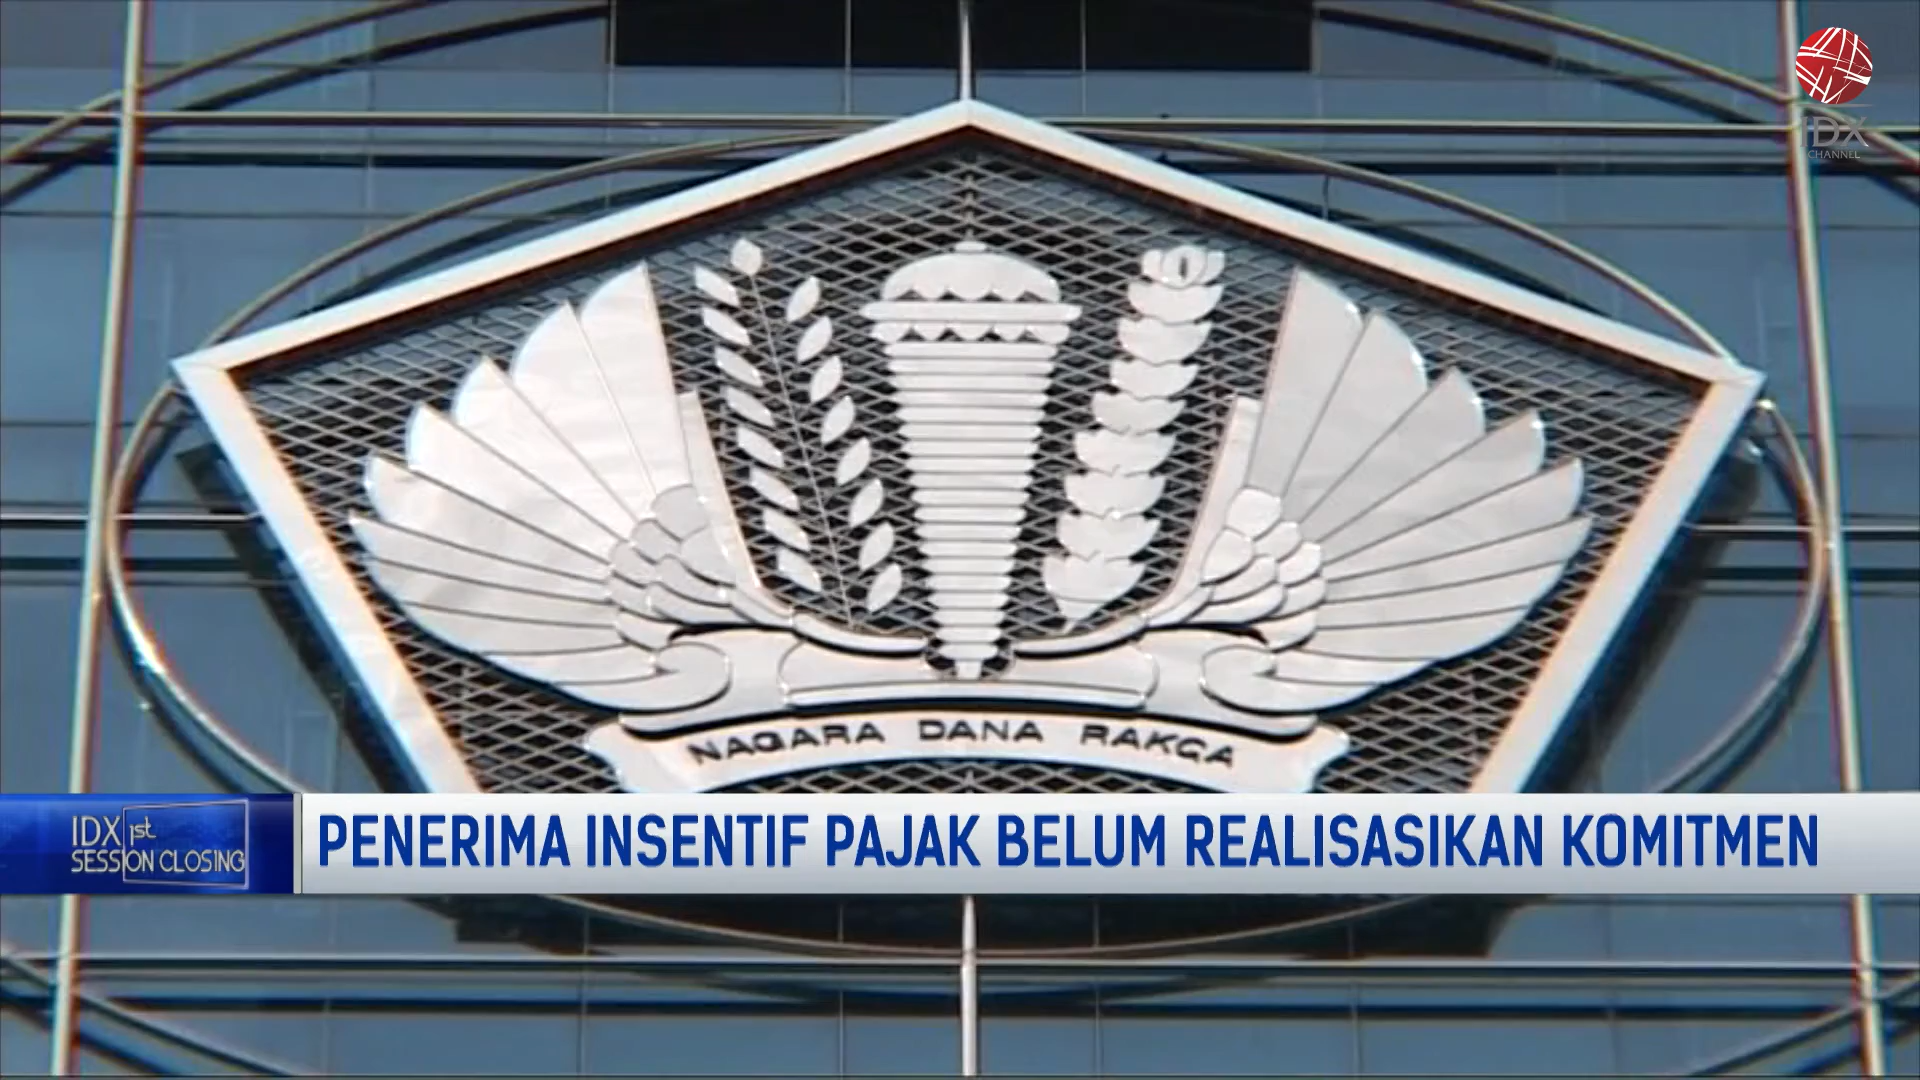 IDX
CHANNEL
NAGARA DANA RAKCA
IDX 1st
SESSION CLOSING
PENERIMA INSENTIF PAJAK BELUM REALISASIKAN KOMITMEN